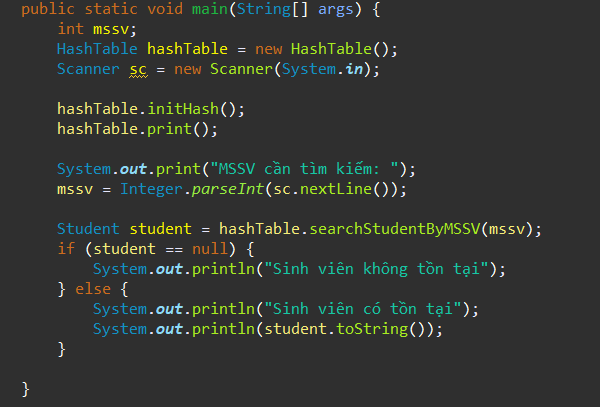 public static void main(String[] args) {
    int mssv;
    HashTable hashTable = new HashTable();
    Scanner sc = new Scanner(System.in);
    hashTable.initHash();
    hashTable.print();
    System.out.print("MSSV cần tìm kiếm: ");
    mssv = Integer.parseInt(sc.nextLine());
    Student student = hashTable.searchStudentByMSSV(mssv);
    if (student == null) {
        System.out.println("Sinh viên không tồn tại");
    } else {
        System.out.println("Sinh viên có tồn tại");
        System.out.println(student.toString());
    }
}